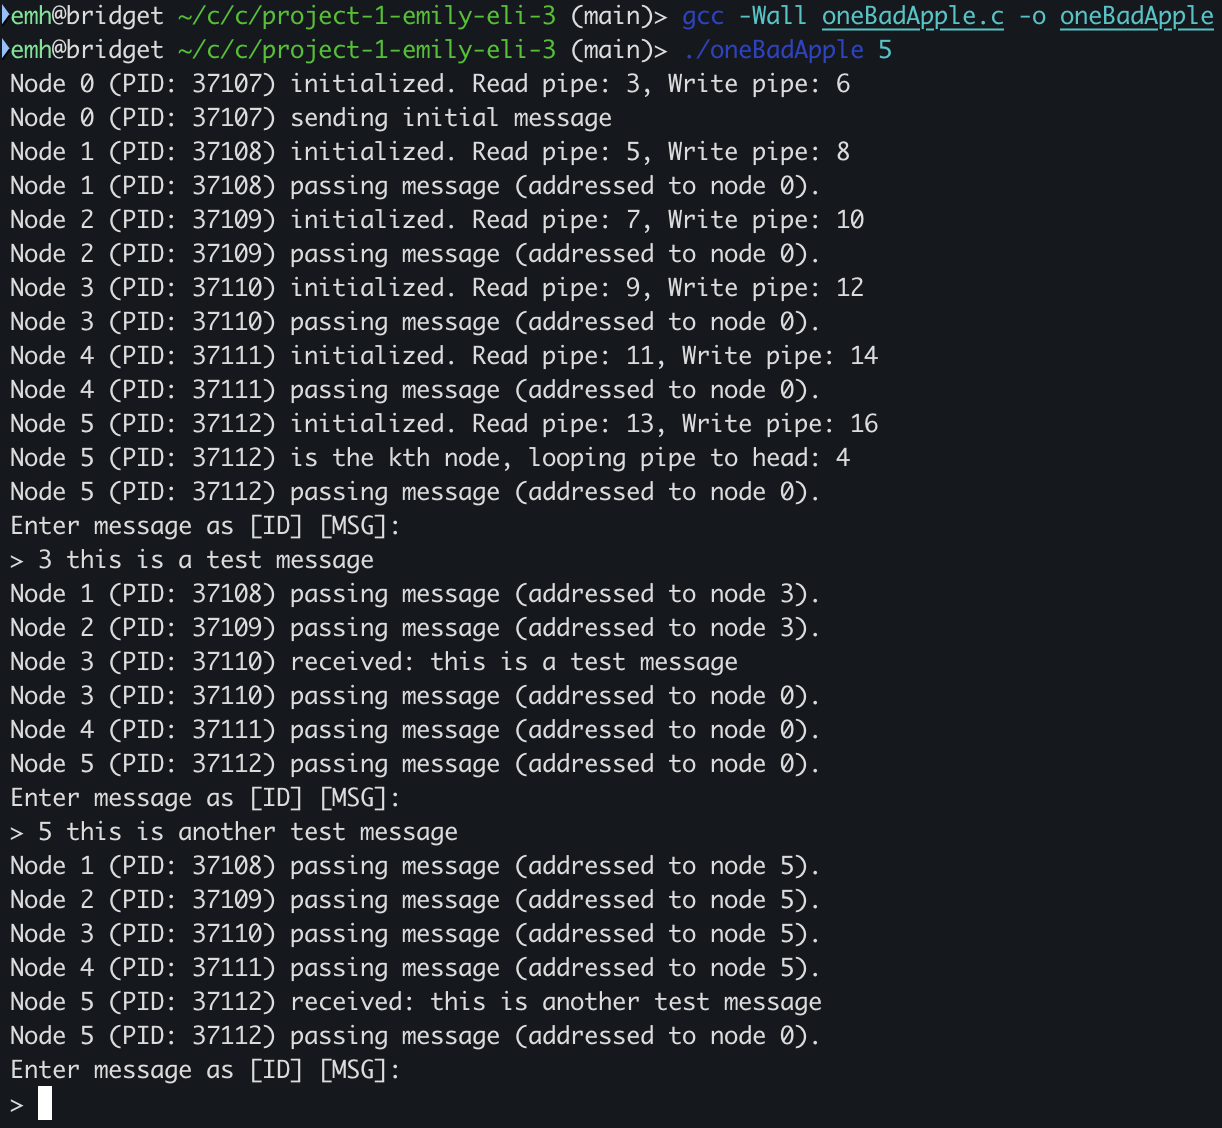 emh@bridget ~/c/c/project-1-emily-eli-3 (main)> gcc -Wall oneBadApple.c -o oneBadApple
emh@bridget ~/c/c/project-1-emily-eli-3 (main)> ./oneBadApple 5
Node 0 (PID: 37107) initialized. Read pipe: 3, Write pipe: 6
Node 0 (PID: 37107) sending initial message
Node 1 (PID: 37108) initialized. Read pipe: 5, Write pipe: 8
Node 1 (PID: 37108) passing message (addressed to node 0).
Node 2 (PID: 37109) initialized. Read pipe: 7, Write pipe: 10
Node 2 (PID: 37109) passing message (addressed to node 0).
Node 3 (PID: 37110) initialized. Read pipe: 9, Write pipe: 12
Node 3 (PID: 37110) passing message (addressed to node 0).
Node 4 (PID: 37111) initialized. Read pipe: 11, Write pipe: 14
Node 4 (PID: 37111) passing message (addressed to node 0).
Node 5 (PID: 37112) initialized. Read pipe: 13, Write pipe: 16
Node 5 (PID: 37112) is the kth node, looping pipe to head: 4
Node 5 (PID: 37112) passing message (addressed to node 0).
Enter message as [ID] [MSG]:
> 3 this is a test message
Node 1 (PID: 37108) passing message (addressed to node 3).
Node 2 (PID: 37109) passing message (addressed to node 3).
Node 3 (PID: 37110) received: this is a test message
Node 3 (PID: 37110) passing message (addressed to node 0).
Node 4 (PID: 37111) passing message (addressed to node 0).
Node 5 (PID: 37112) passing message (addressed to node 0).
Enter message as [ID] [MSG]:
> 5 this is another test message
Node 1 (PID: 37108) passing message (addressed to node 5).
Node 2 (PID: 37109) passing message (addressed to node 5).
Node 3 (PID: 37110) passing message (addressed to node 5).
Node 4 (PID: 37111) passing message (addressed to node 5).
Node 5 (PID: 37112) received: this is another test message
Node 5 (PID: 37112) passing message (addressed to node 0).
Enter message as [ID] [MSG]:
>